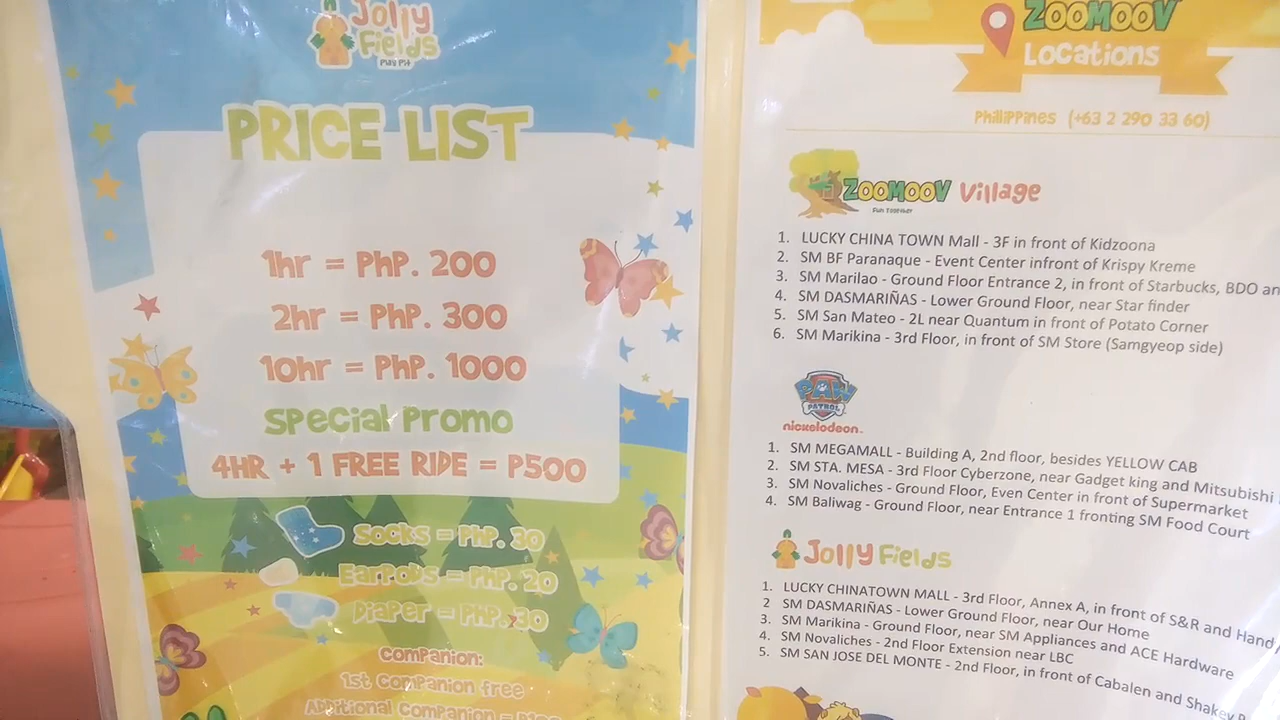 Jolly
Fields
Play Pit
PRICE LIST
1hr = PhP. 200
2hr = PhP. 300
10hr = PhP. 1000
Special Promo
4HR + 1 FREE RIDE = P500
Socks = PhP. 30
Earpobs = PhP. 20
Diaper = PhP. 30
Companion:
1st Companion free
Additional Companion =
ZOOMOOV
Locations
Philippines (+63 2 290 33 60)
ZOOMOOV Village
Fun Together
1. LUCKY CHINA TOWN Mall - 3F in front of Kidzoona
2. SM BF Paranaque - Event Center infront of Krispy Kreme
3. SM Marilao - Ground Floor Entrance 2, in front of Starbucks, BDO an
4. SM DASMARIÑAS - Lower Ground Floor, near Star finder
5. SM San Mateo - 2L near Quantum in front of Potato Corner
6. SM Marikina - 3rd Floor, in front of SM Store (Samgyeop side)
PAW
PATROL
nickelodeon
1. SM MEGAMALL - Building A, 2nd floor, besides YELLOW CAB
2. SM STA. MESA - 3rd Floor Cyberzone, near Gadget king and Mitsubishi
3. SM Novaliches - Ground Floor, Even Center in front of Supermarket
4. SM Baliwag - Ground Floor, near Entrance 1 fronting SM Food Court
Jolly Fields
1. LUCKY CHINATOWN MALL - 3rd Floor, Annex A, in front of S&R and Hand
2 SM DASMARIÑAS - Lower Ground Floor, near Our Home
3. SM Marikina - Ground Floor, near SM Appliances and ACE Hardware
4. SM Novaliches - 2nd Floor Extension near LBC
5. SM SAN JOSE DEL MONTE - 2nd Floor, in front of Cabalen and Shakey